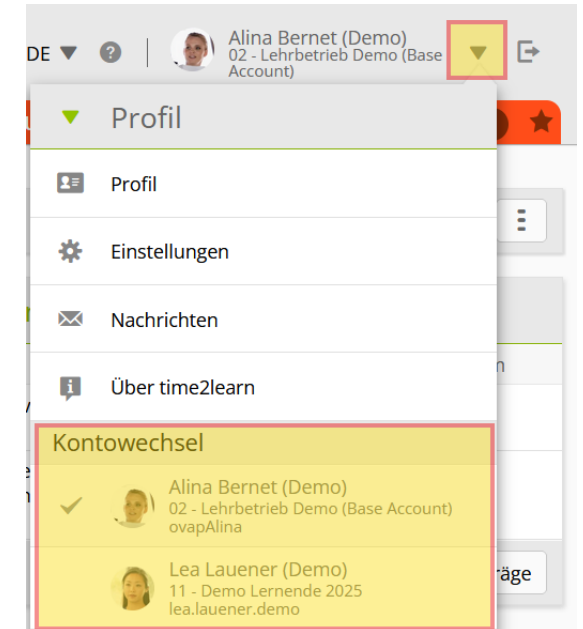 DE
Alina Bernet (Demo)
02 - Lehrbetrieb Demo (Base
Account)
Profil
Profil
Einstellungen
Nachrichten
Über time2learn
Kontowechsel
Alina Bernet (Demo)
02 - Lehrbetrieb Demo (Base Account)
ovapAlina
Lea Lauener (Demo)
11 - Demo Lernende 2025
lea.lauener.demo
räge